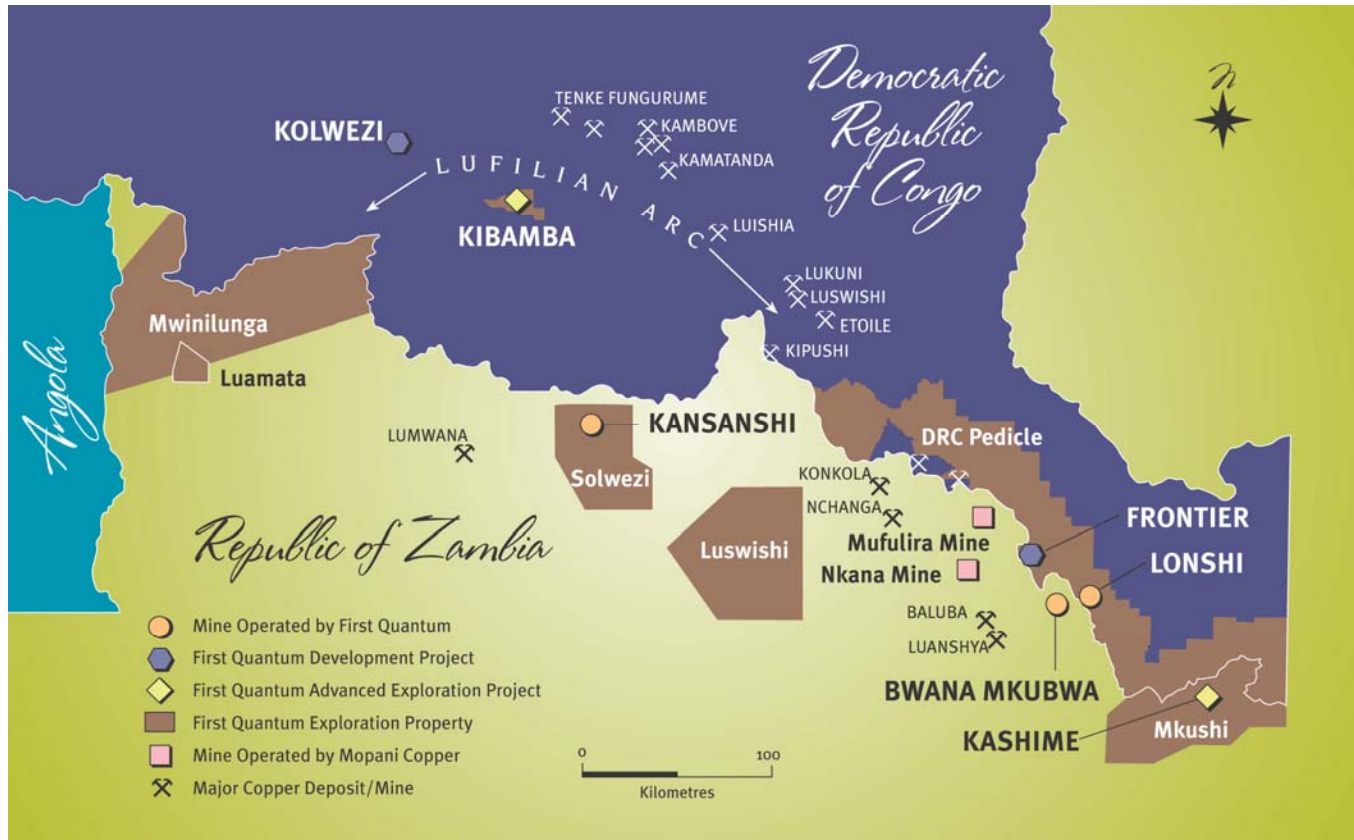 Democratic
Republic
of Congo
N
TENKE FUNGURUME
KOLWEZI
KAMBOVE
KAMATANDA
LUFILIAN ARC
KIBAMBA
LUISHIA
LUKUNI
LUSWISHI
ETOILE
KIPUSHI
Angola
Mwinilunga
Luamata
KANSANSHI
LUMWANA
Solwezi
DRC Pedicle
KONKOLA
NCHANGA
Republic of Zambia
Luswishi
Mufulira Mine
Nkana Mine
FRONTIER
LONSHI
BALUBA
LUANSHYA
BWANA MKUBWA
KASHIME
Mkushi
Mine Operated by First Quantum
First Quantum Development Project
First Quantum Advanced Exploration Project
First Quantum Exploration Property
Mine Operated by Mopani Copper
Major Copper Deposit/Mine
0 100
Kilometres